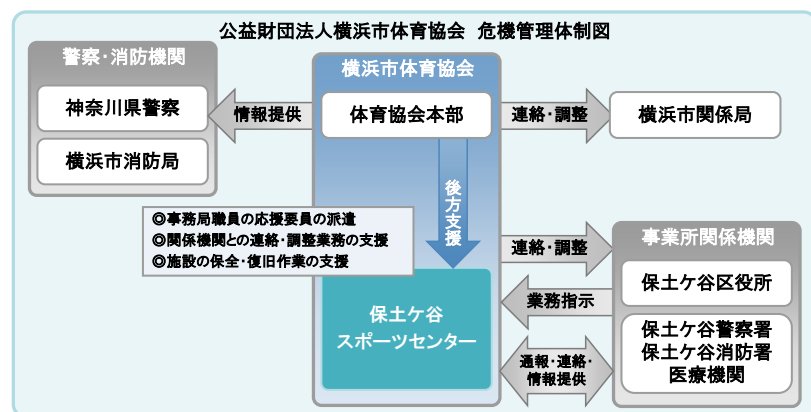 公益財団法人横浜市体育協会 危機管理体制図
警察・消防機関
神奈川県警察
横浜市消防局
情報提供
横浜市体育協会
体育協会本部
連絡・調整
横浜市関係局
後方支援
◎事務局職員の応援要員の派遣
◎関係機関との連絡・調整業務の支援
◎施設の保全・復旧作業の支援
保土ケ谷
スポーツセンター
連絡・調整
業務指示
通報・連絡・
情報提供
事業所関係機関
保土ケ谷区役所
保土ケ谷警察署
保土ケ谷消防署
医療機関